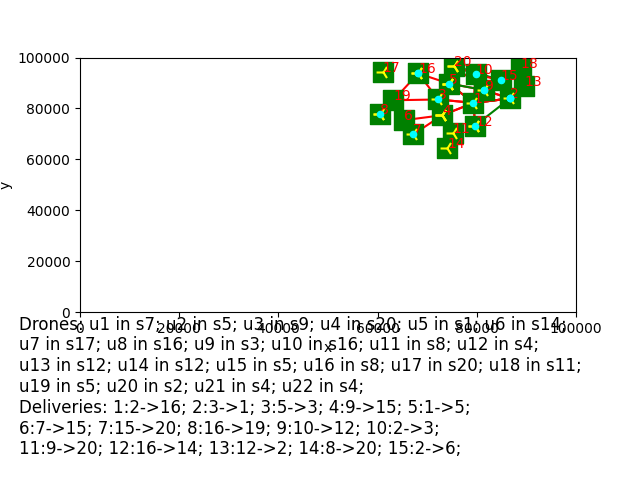 100000
80000
60000
40000
20000
0
y
0 20000 40000 60000 80000 100000
x
17
16
20
19
12
Drones: u1 in s7; u2 in s5; u3 in s9; u4 in s20; u5 in s1; u6 in s14;
u7 in s17; u8 in s16; u9 in s3; u10 in s16; u11 in s8; u12 in s4;
u13 in s12; u14 in s12; u15 in s5; u16 in s8; u17 in s20; u18 in s11;
u19 in s5; u20 in s2; u21 in s4; u22 in s4;
Deliveries: 1:2->16; 2:3->1; 3:5->3; 4:9->15; 5:1->5;
6:7->15; 7:15->20; 8:16->19; 9:10->12; 10:2->3;
11:9->20; 12:16->14; 13:12->2; 14:8->20; 15:2->6;